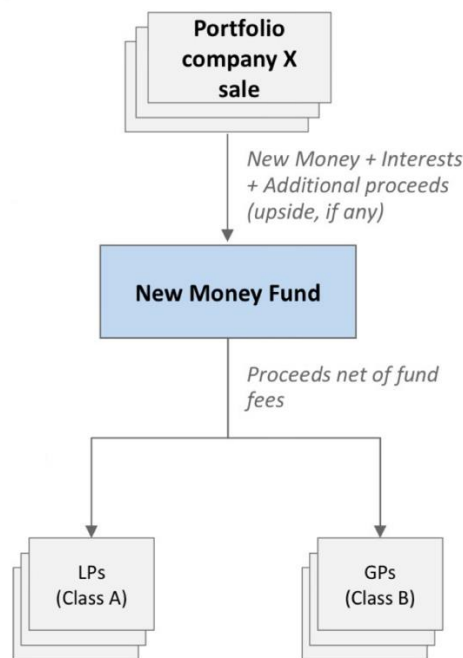 Portfolio
company X
sale
New Money + Interests
+ Additional proceeds
(upside, if any)
New Money Fund
Proceeds net of fund
fees
LPs
(Class A)
GPs
(Class B)